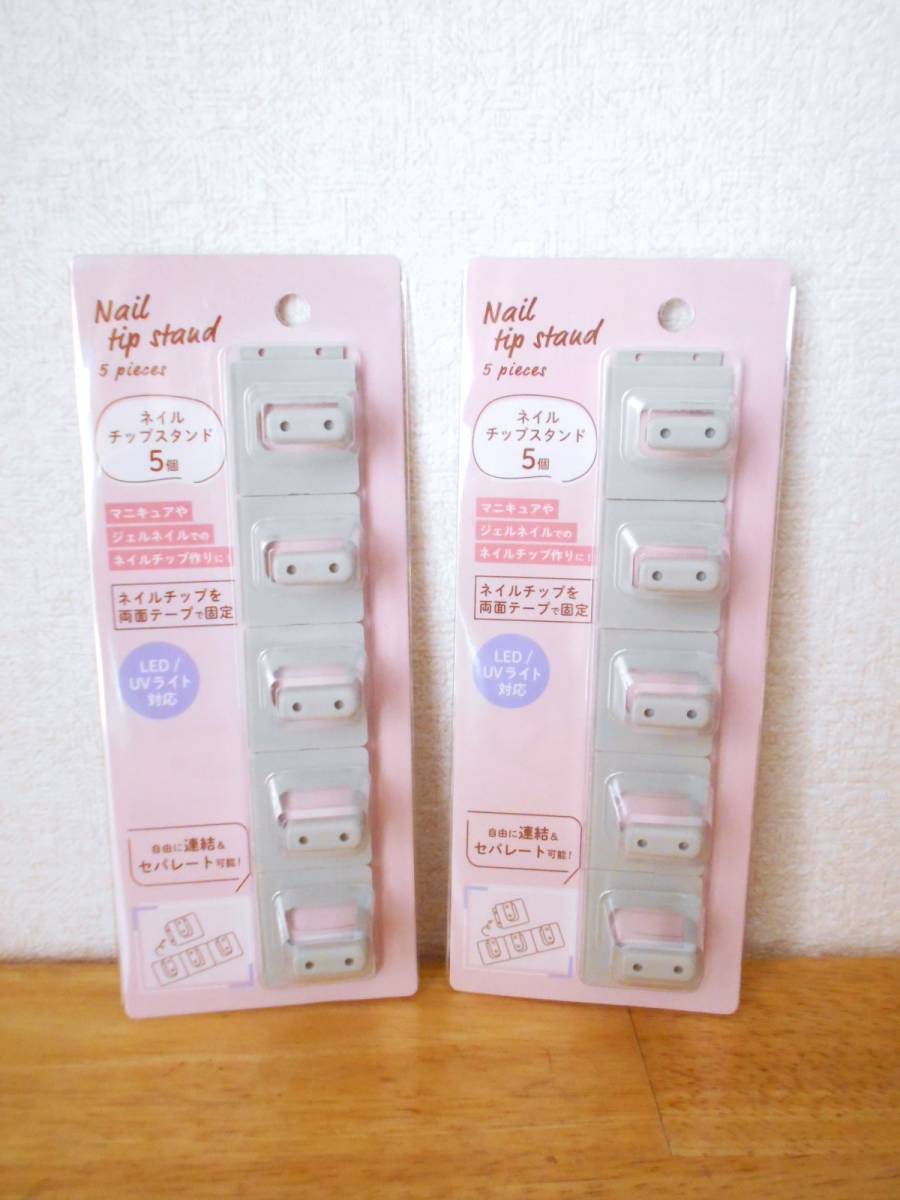 Nail
tip stand
5 pieces
ネイル
チップスタンド
5個
マニキュアや
ジェルネイルでの
ネイルチップ作りに!
ネイルチップを
両面テープで固定
LED/
UVライト
対応
自由に連結&
セパレート可能!
Nail
tip stand
5 pieces
ネイル
チップスタンド
5個
マニキュアや
ジェルネイルでの
ネイルチップ作りに!
ネイルチップを
両面テープで固定
LED/
UVライト
対応
自由に連結&
セパレート可能!